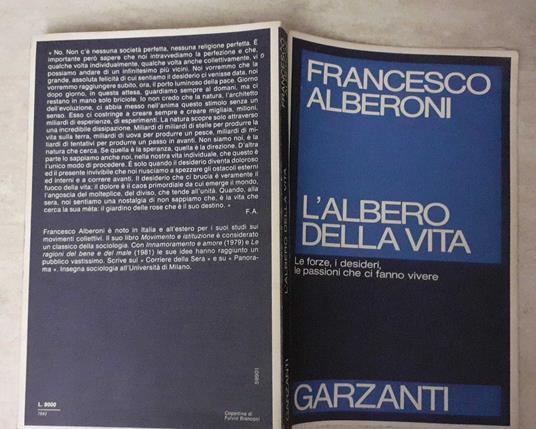 « No. Non c'è nessuna società perfetta, nessuna religione perfetta. È
importante però sapere che noi intravvediamo la perfezione e che,
qualche volta individualmente, qualche volta anche collettivamente, vi ci
possiamo andare di un infinitesimo più vicini. Noi vorremmo che la
grande, assoluta felicità di cui sentiamo il desiderio ci venisse data, noi
vorremmo raggiungere subito, ora, il porto luminoso della pace. Giorno
dopo giorno, in questa attesa, guardiamo sempre al domani, ma ci
restano in mano solo briciole. Io non credo che la natura, l'architetto
dell'evoluzione, ci abbia messo nell'anima questo stimolo senza un
senso. Esso ci costringe a creare sempre e creare migliaia, milioni,
miliardi di esperienze, di esperimenti. La natura scopre solo attraverso
una incredibile dissipazione. Miliardi di miliardi di stelle per produrre la
vita sulla terra, miliardi di uova per produrre un pesce, miliardi di mi-
liardi di tentativi per produrre un passo in avanti. Non siamo noi, è la
natura che cerca. Se quella è la speranza, quella è la direzione. D'altra
parte lo sappiamo anche noi, nella nostra vita individuale, che questo è
l'unico modo di procedere. È solo quando il desiderio diventa doloroso
ed il presente invivibile che noi riusciamo a spezzare gli ostacoli esterni
ed interni e a correre avanti. Il desiderio che ci brucia è veramente il
fuoco della vita; il dolore è il caos primordiale da cui emerge il mondo,
l'angoscia del molteplice, del diviso, che tende all'unità. Quando, alla
sera, noi sentiamo una nostalgia di non sappiamo che, è la vita che
cerca la sua méta: il giardino delle rose che è il suo destino. »
F.A.
Francesco Alberoni è noto in Italia e all'estero per i suoi studi sui
movimenti collettivi. Il suo libro Movimento e istituzione è considerato
un classico della sociologia. Con Innamoramento e amore (1979) e Le
ragioni del bene e del male (1981) le sue idee hanno raggiunto un
pubblico vastissimo. Scrive sul « Corriere della Sera » e su « Panora-
ma ». Insegna sociologia all'Università di Milano.
L. 9000
Copertina di
Fulvio Bianconi
FRANCESCO
L'ALBERO DELLA VITA
GARZANTI
FRANCESCO
ALBERONI
L'ALBERO
DELLA VITA
Le forze, i desideri,
le passioni che ci fanno vivere
GARZANTI